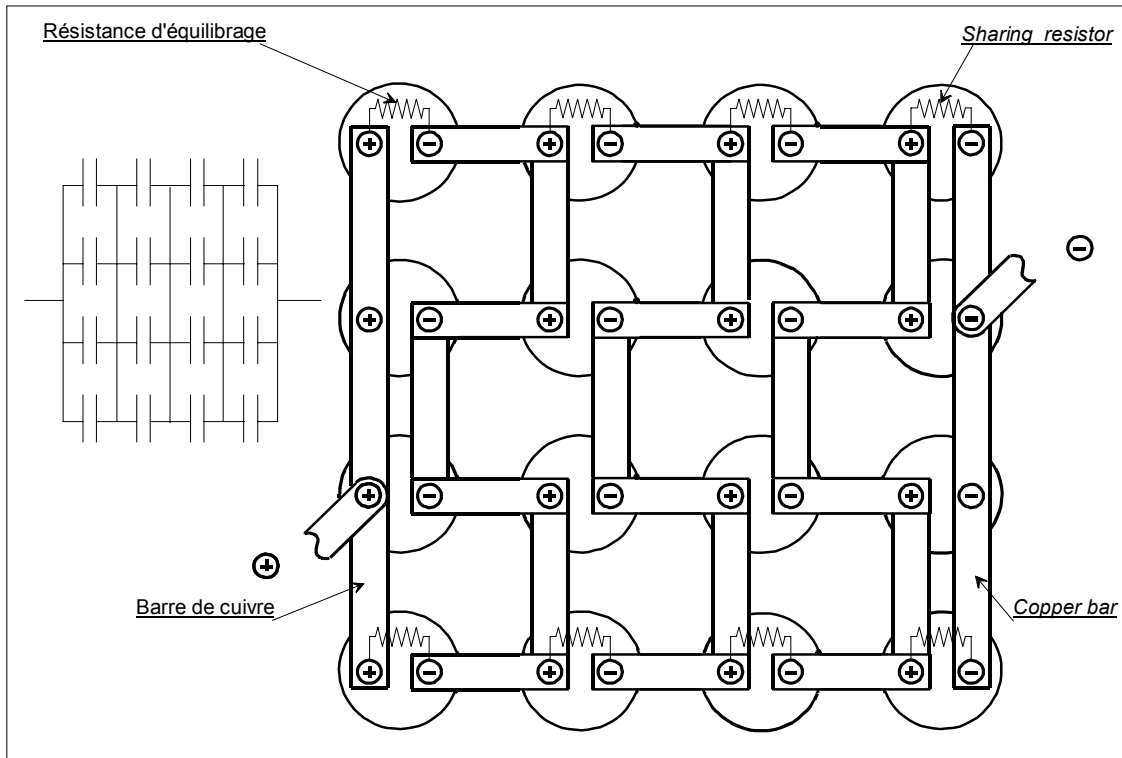 Résistance d'équilibrage
Sharing resistor
+ - + - + - + -
-
+ - + - + - + -
+ - + - + - + -
+
Barre de cuivre
Copper bar
+ - + - + - + -